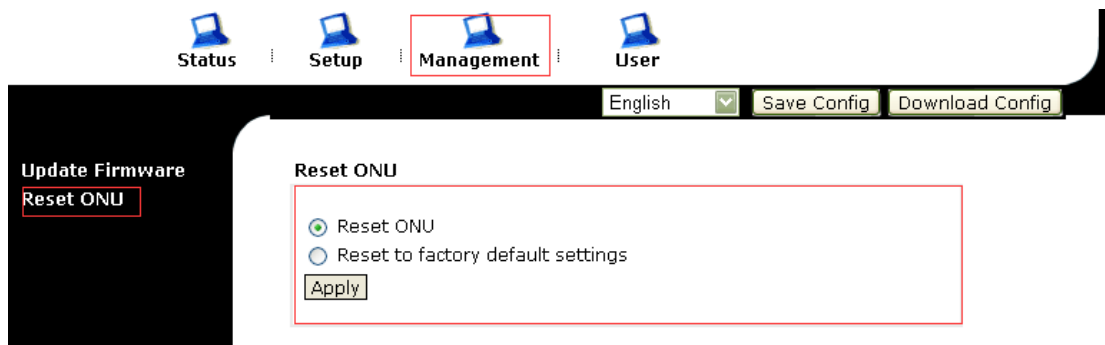 Status Setup Management User
English Save Config Download Config
Update Firmware
Reset ONU
Reset ONU
Reset ONU
Reset to factory default settings
Apply